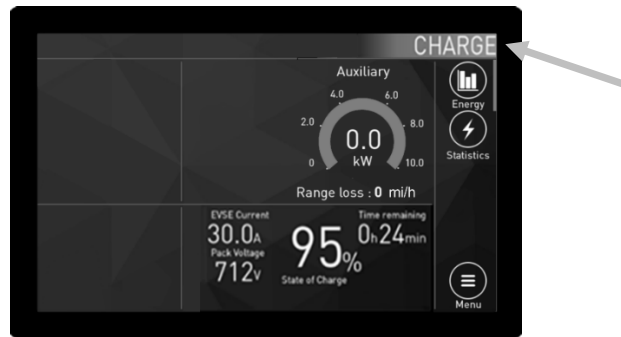 CHARGE
Auxiliary
4.0 6.0
2.0 8.0
0.0
0 kW 10.0
Range loss : 0 mi/h
Energy
Statistics
EVSE Current
30.0A
Pack Voltage
712v
95%
State of Charge
Time remaining
0h24min
Menu